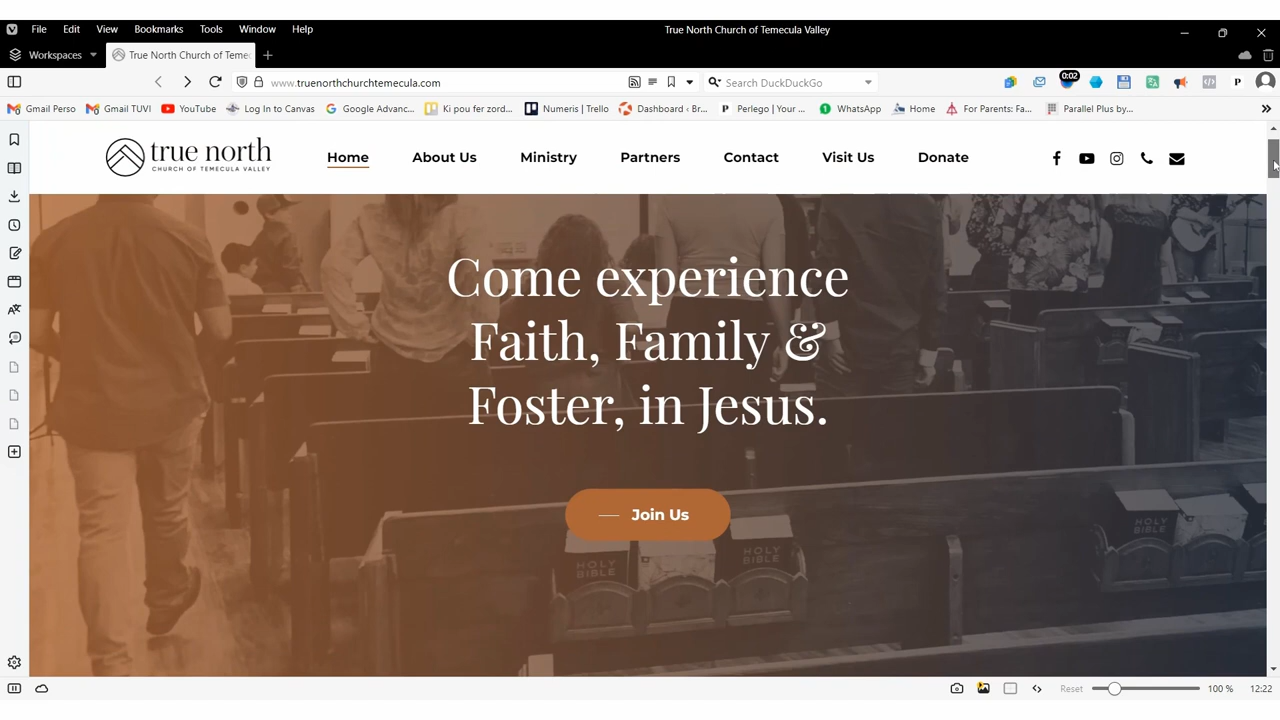 File Edit View Bookmarks Tools Window Help
True North Church of Temecula Valley
Workspaces
True North Church of Teme
www.truenorthchurchtemecula.com
Search DuckDuckGo
0:02
P
Gmail Perso
Gmail TUVI
YouTube
Log In to Canvas
Google Advanc...
Ki pou fer zord...
Numeris | Trello
Dashboard ‹ Br...
Perlego | Your ...
WhatsApp
Home
For Parents: Fa...
Parallel Plus by...
true north
CHURCH OF TEMECULA VALLEY
Home
About Us
Ministry
Partners
Contact
Visit Us
Donate
Come experience
Faith, Family &
Foster, in Jesus.
Join Us
HOLY
BIBLE
HOLY
BIBLE
HOLY
BIBLE
Reset
100 %
12:22